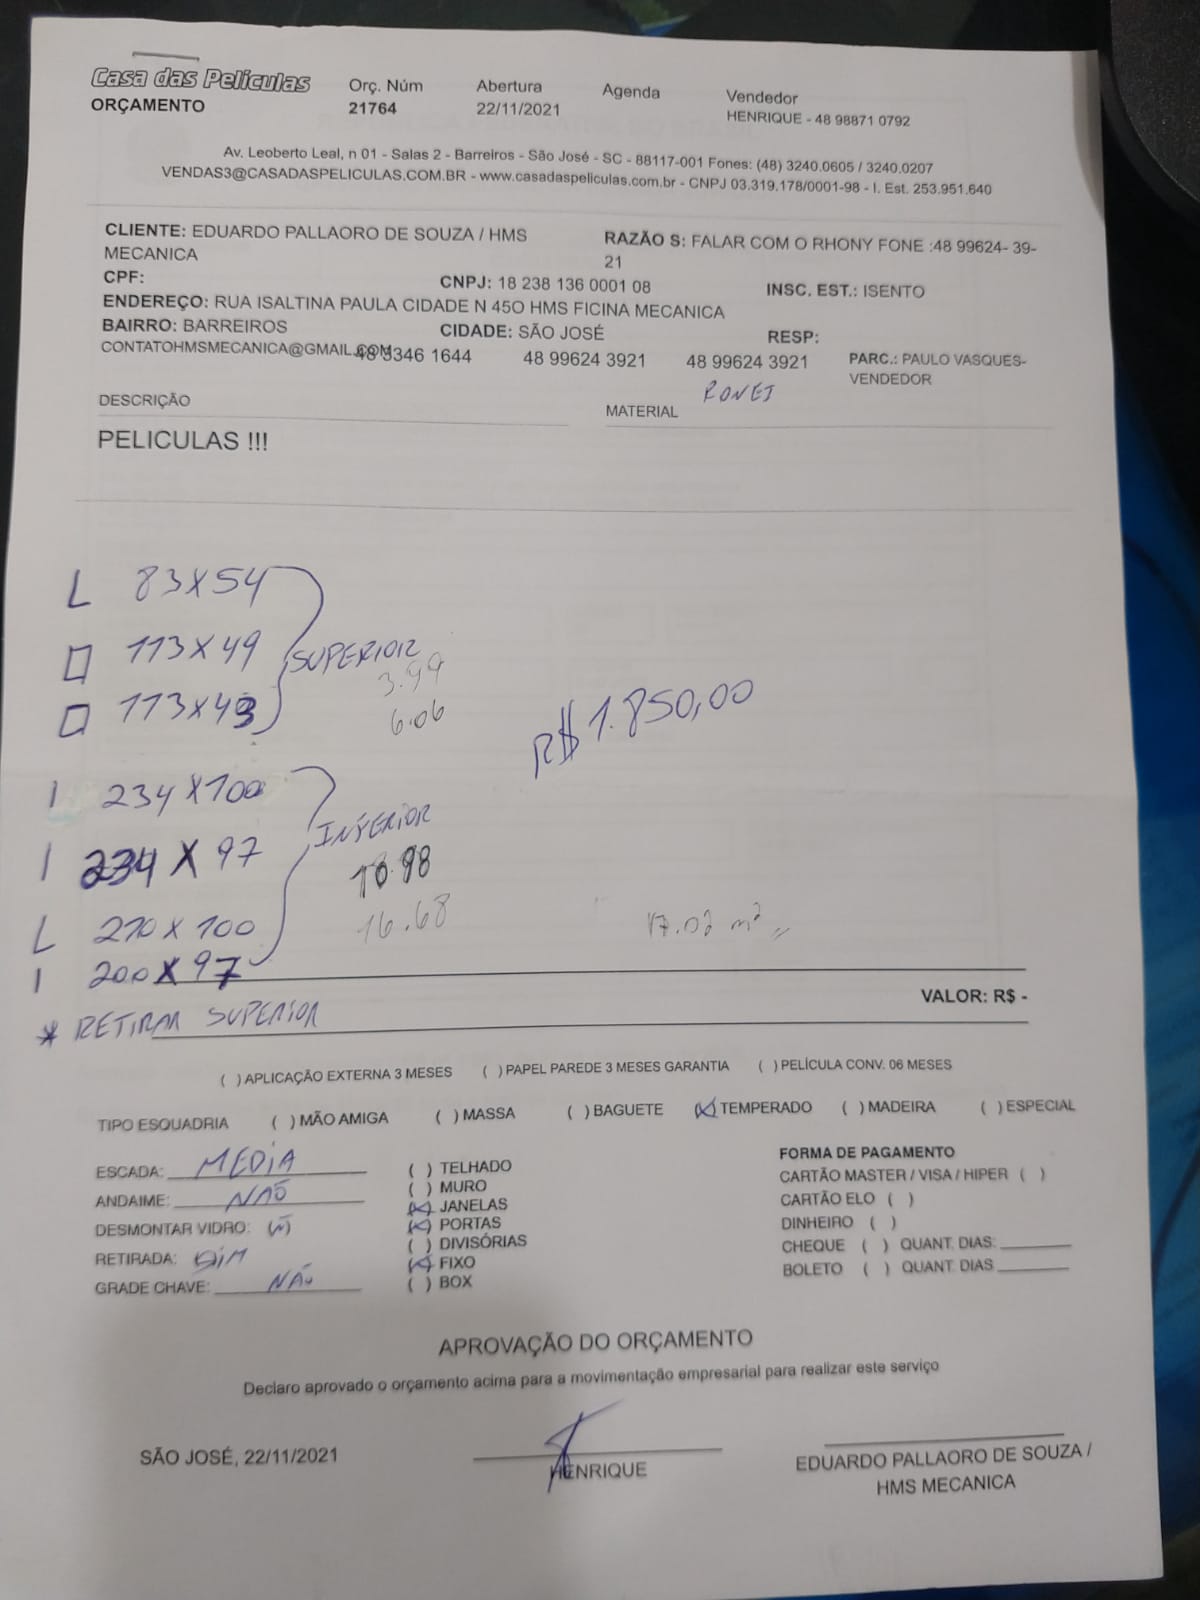 Casa das Películas Orç. Núm Abertura Agenda Vendedor
ORÇAMENTO 21764 22/11/2021 HENRIQUE - 48 98871 0792
Av. Leoberto Leal, n 01 - Salas 2 - Barreiros - São José - SC - 88117-001 Fones: (48) 3240.0605 / 3240.0207
VENDAS3@CASADASPELICULAS.COM.BR - www.casadaspeliculas.com.br - CNPJ 03.319.178/0001-98 - I. Est. 253.951.640
CLIENTE: EDUARDO PALLAORO DE SOUZA / HMS MECANICA
RAZÃO S: FALAR COM O RHONY FONE :48 99624- 39-21
CPF: CNPJ: 18 238 136 0001 08 INSC. EST.: ISENTO
ENDEREÇO: RUA ISALTINA PAULA CIDADE N 45O HMS FICINA MECANICA
BAIRRO: BARREIROS CIDADE: SÃO JOSÉ RESP:
CONTATOHMSMECANICA@GMAIL.COM 48 3346 1644 48 99624 3921 48 99624 3921 PARC.: PAULO VASQUES-
VENDEDOR
RONEI
DESCRIÇÃO MATERIAL
PELICULAS !!!
L 83X54
113X49 SUPERIOR
3.99
113X43 6.06
R$ 1.850,00
I 234X100
INFERIOR
I 234X97
16.68
L 210X100 17.02 m²
I 200X97
VALOR: R$ -
* RETIRAR SUPERIOR
( ) APLICAÇÃO EXTERNA 3 MESES ( ) PAPEL PAREDE 3 MESES GARANTIA ( ) PELÍCULA CONV. 06 MESES
TIPO ESQUADRIA ( ) MÃO AMIGA ( ) MASSA ( ) BAGUETE (X) TEMPERADO ( ) MADEIRA ( ) ESPECIAL
ESCADA: MEDIA
ANDAIME: NÃO
DESMONTAR VIDRO: (N)
RETIRADA: SIM
GRADE CHAVE: NÃO
( ) TELHADO
( ) MURO
(X) JANELAS
(X) PORTAS
( ) DIVISÓRIAS
(X) FIXO
( ) BOX
FORMA DE PAGAMENTO
CARTÃO MASTER / VISA / HIPER ( )
CARTÃO ELO ( )
DINHEIRO ( )
CHEQUE ( ) QUANT. DIAS:
BOLETO ( ) QUANT. DIAS
APROVAÇÃO DO ORÇAMENTO
Declaro aprovado o orçamento acima para a movimentação empresarial para realizar este serviço
SÃO JOSÉ, 22/11/2021 HENRIQUE EDUARDO PALLAORO DE SOUZA /
HMS MECANICA